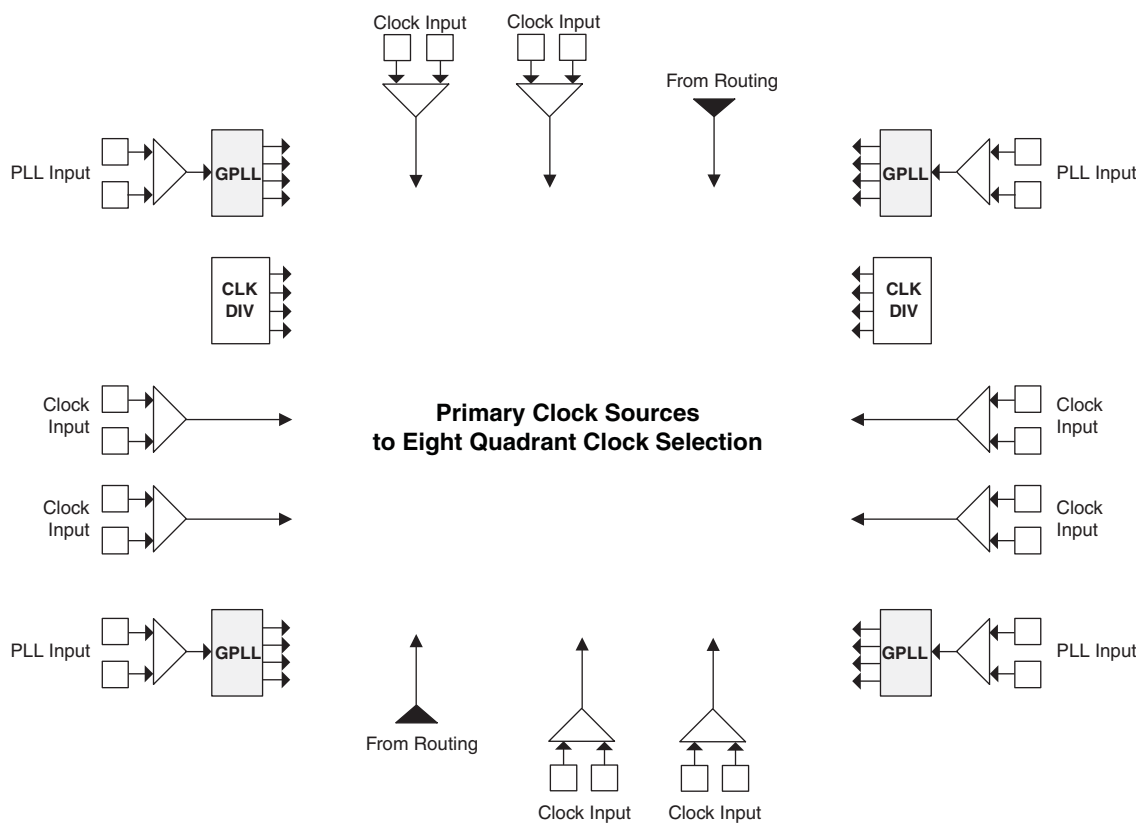 Clock Input
Clock Input
From Routing
PLL Input
GPLL
GPLL
PLL Input
CLK
DIV
CLK
DIV
Clock
Input
Primary Clock Sources
to Eight Quadrant Clock Selection
Clock
Input
Clock
Input
Clock
Input
PLL Input
GPLL
GPLL
PLL Input
From Routing
Clock Input
Clock Input